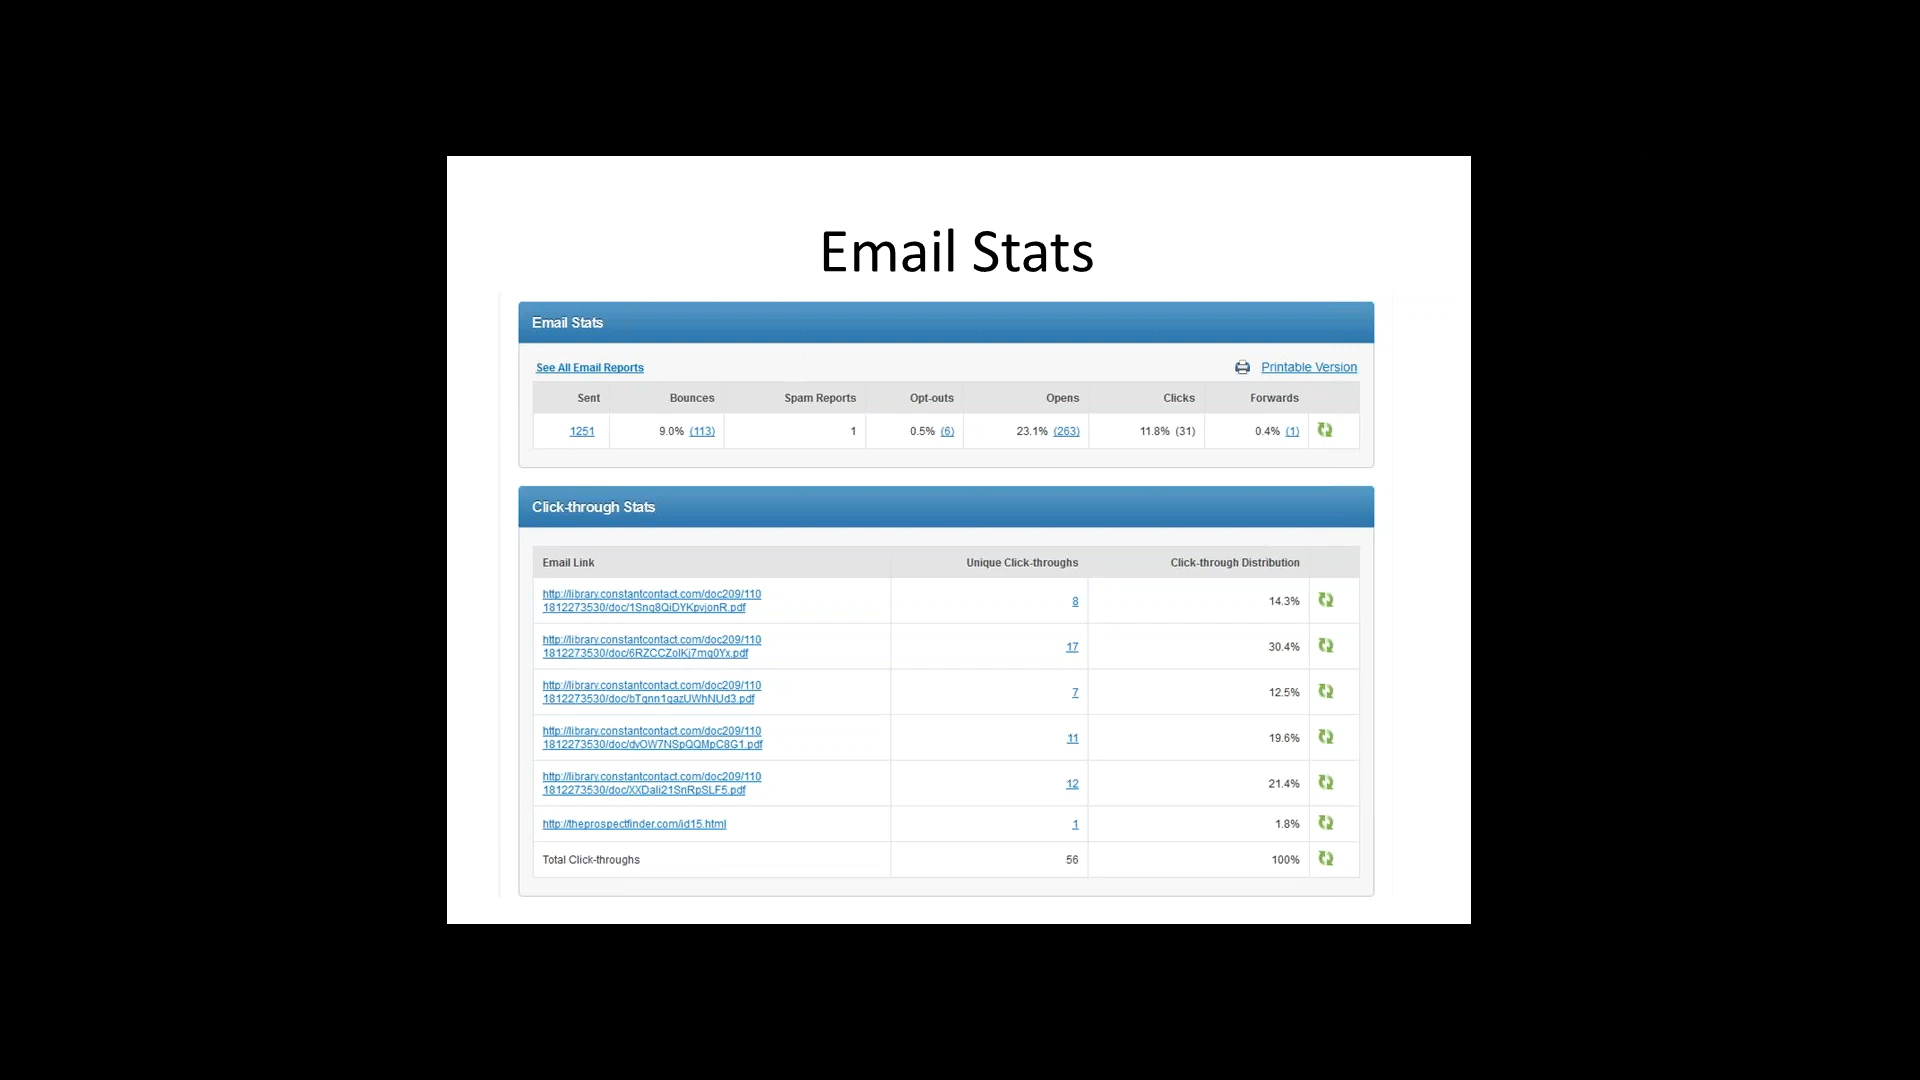 Email Stats
Email Stats
See All Email Reports
Printable Version
Sent Bounces Spam Reports Opt-outs Opens Clicks Forwards
1251 9.0% (113) 1 0.5% (6) 23.1% (263) 11.8% (31) 0.4% (1)
Click-through Stats
Email Link Unique Click-throughs Click-through Distribution
http://library.constantcontact.com/doc209/110
1812273530/doc/1Snq8QiDYKpvjonR.pdf
8 14.3%
http://library.constantcontact.com/doc209/110
1812273530/doc/6RZCCZolKj7mq0Yx.pdf
17 30.4%
http://library.constantcontact.com/doc209/110
1812273530/doc/bTqnn1qazUWhNUd3.pdf
7 12.5%
http://library.constantcontact.com/doc209/110
1812273530/doc/dvOW7NSpQQMpC8G1.pdf
11 19.6%
http://library.constantcontact.com/doc209/110
1812273530/doc/XXDali21SnRpSLF5.pdf
12 21.4%
http://theprospectfinder.com/id15.html 1 1.8%
Total Click-throughs 56 100%